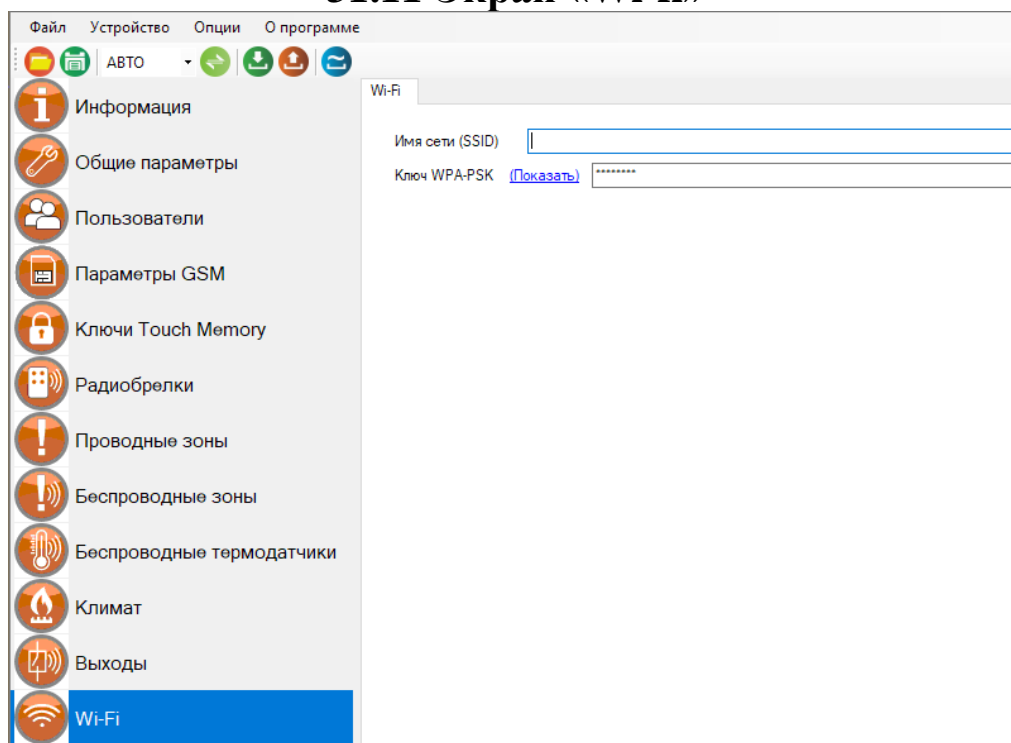 Файл Устройство Опции О программе
АВТО
Информация
Общие параметры
Пользователи
Параметры GSM
Ключи Touch Memory
Радиобрелки
Проводные зоны
Беспроводные зоны
Беспроводные термодатчики
Климат
Выходы
Wi-Fi
Wi-Fi
Имя сети (SSID)
Ключ WPA-PSK (Показать) ********